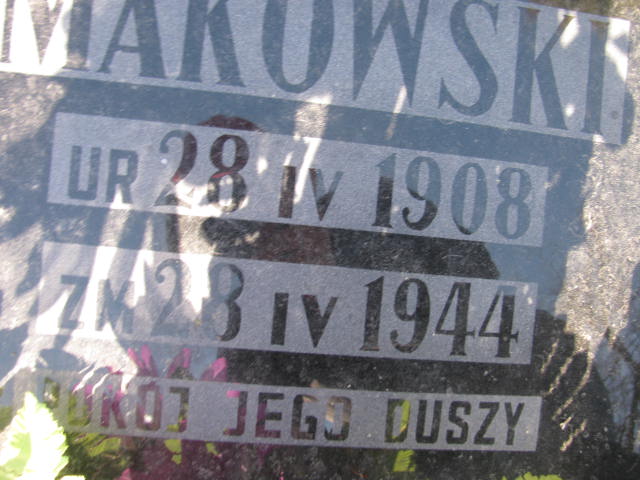 MAKOWSKI
UR 28 IV 1908
ZM 28 IV 1944
POKÓJ JEGO DUSZY